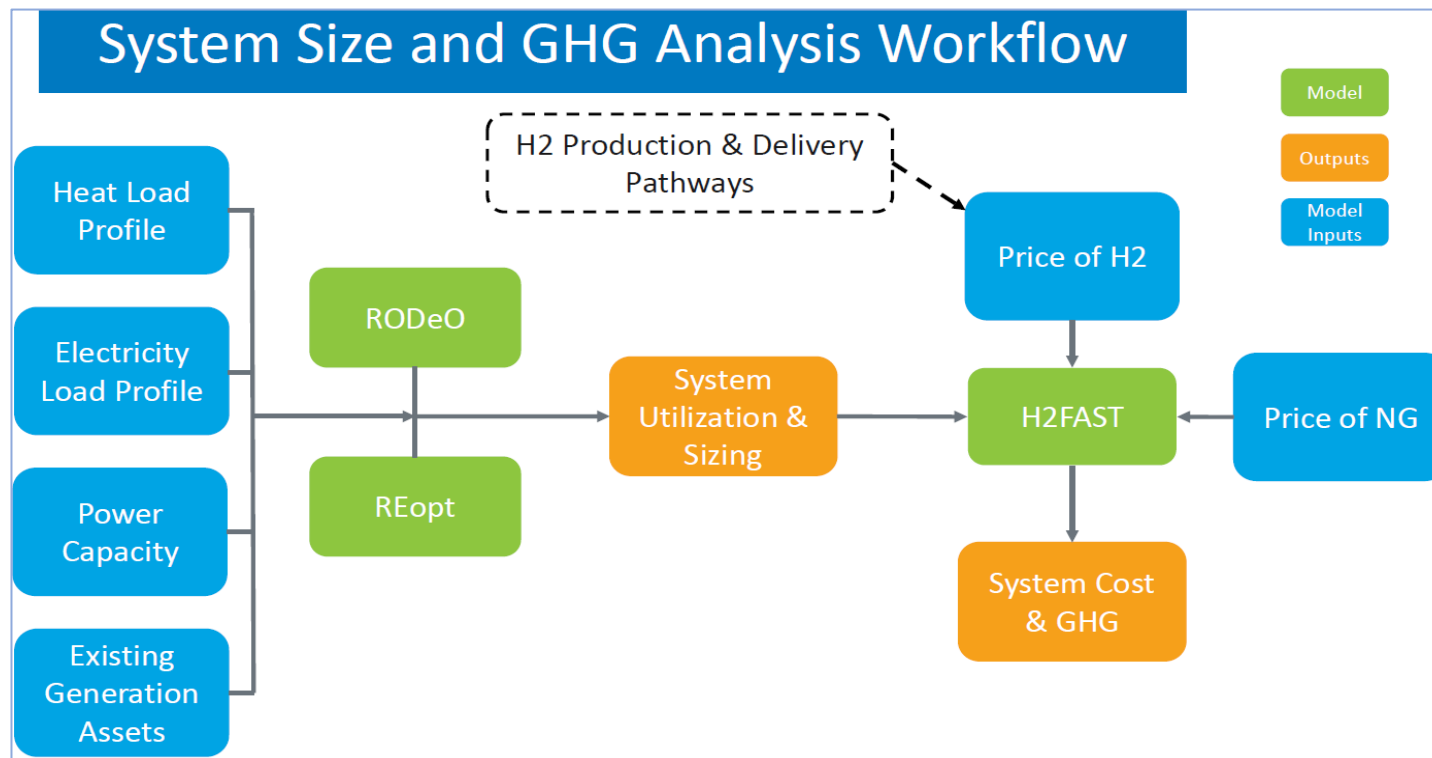 System Size and GHG Analysis Workflow
Model
Outputs
Model
Inputs
H2 Production & Delivery
Pathways
Heat Load
Profile
Electricity
Load Profile
Power
Capacity
Existing
Generation
Assets
RODeO
REopt
System
Utilization &
Sizing
Price of H2
H2FAST
Price of NG
System Cost
& GHG